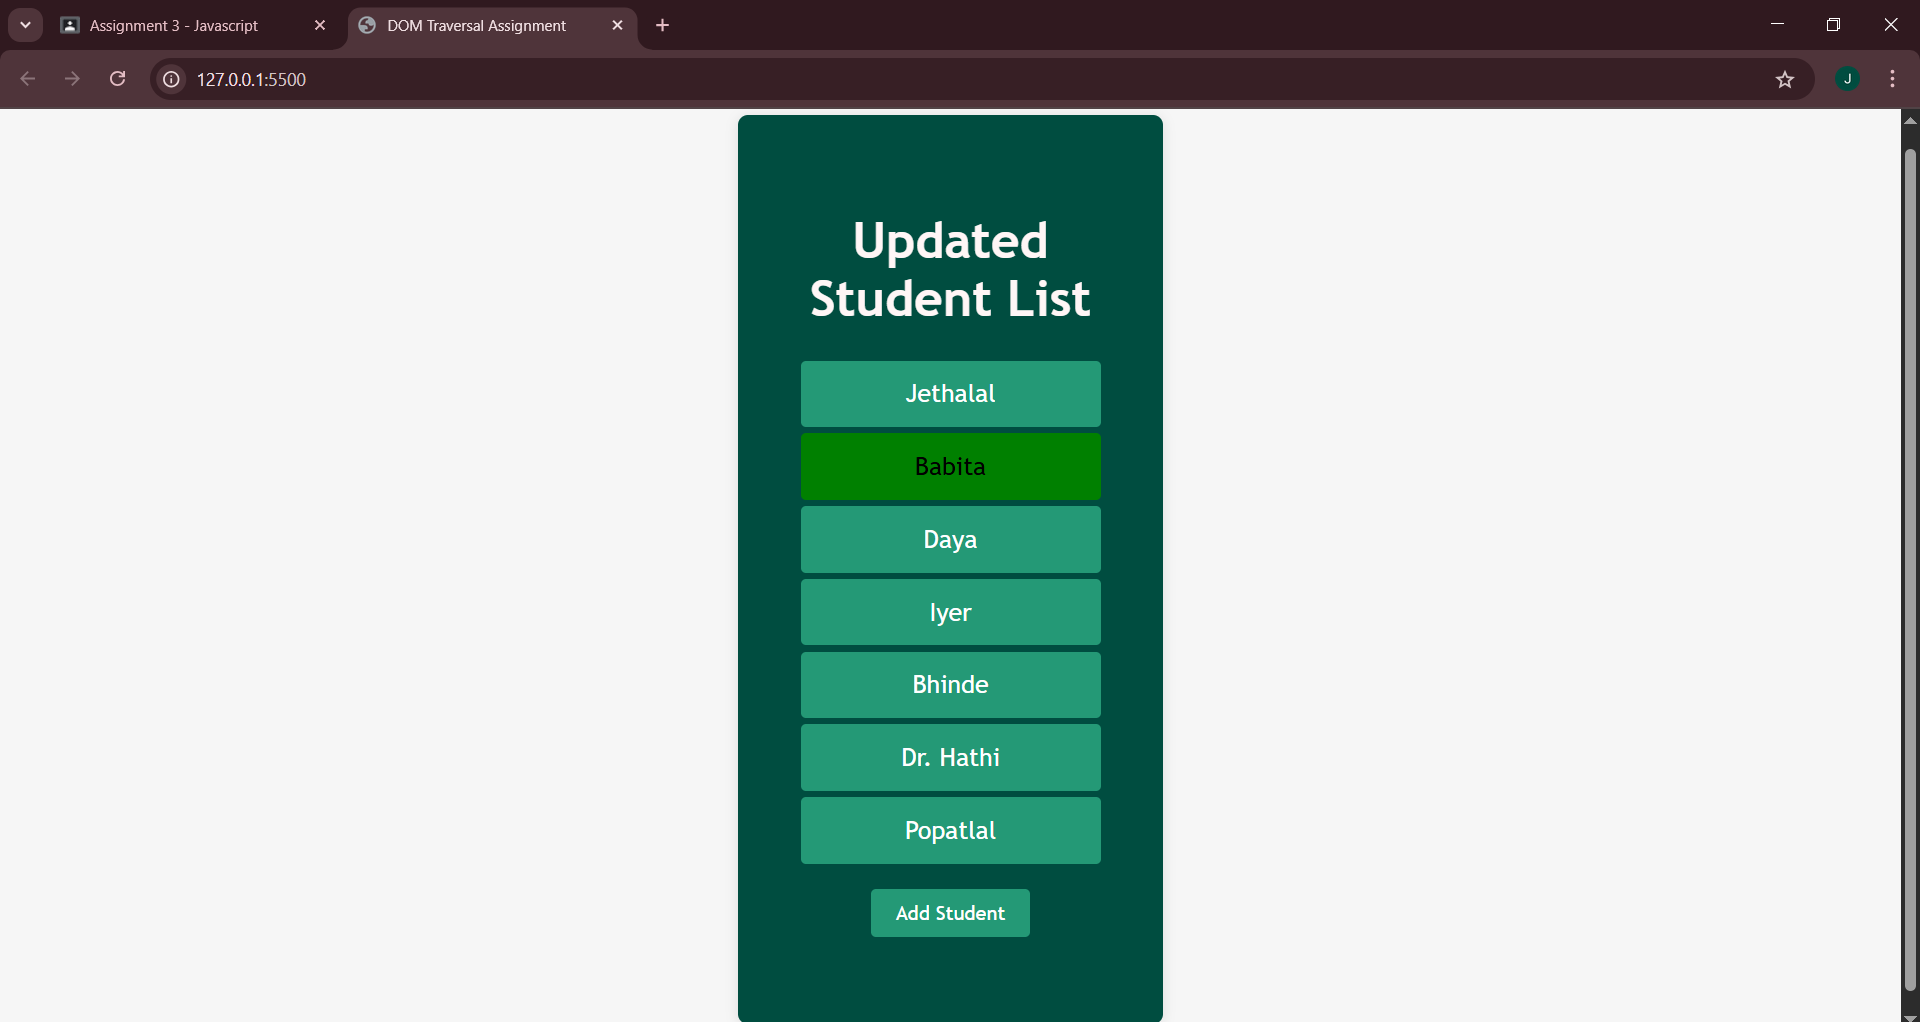 Assignment 3 - Javascript
DOM Traversal Assignment
127.0.0.1:5500
J
Updated
Student List
Jethalal
Babita
Daya
Iyer
Bhinde
Dr. Hathi
Popatlal
Add Student